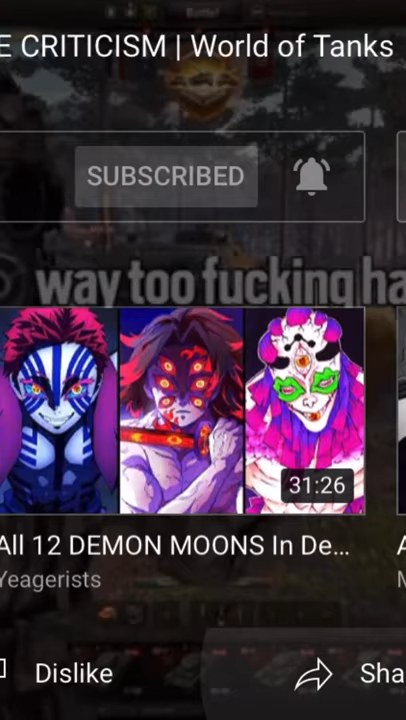 Battle!
E CRITICISM | World of Tanks
SUBSCRIBED
way too fucking ha
31:26
All 12 DEMON MOONS In De...
Yeagerists
Dislike
Sha